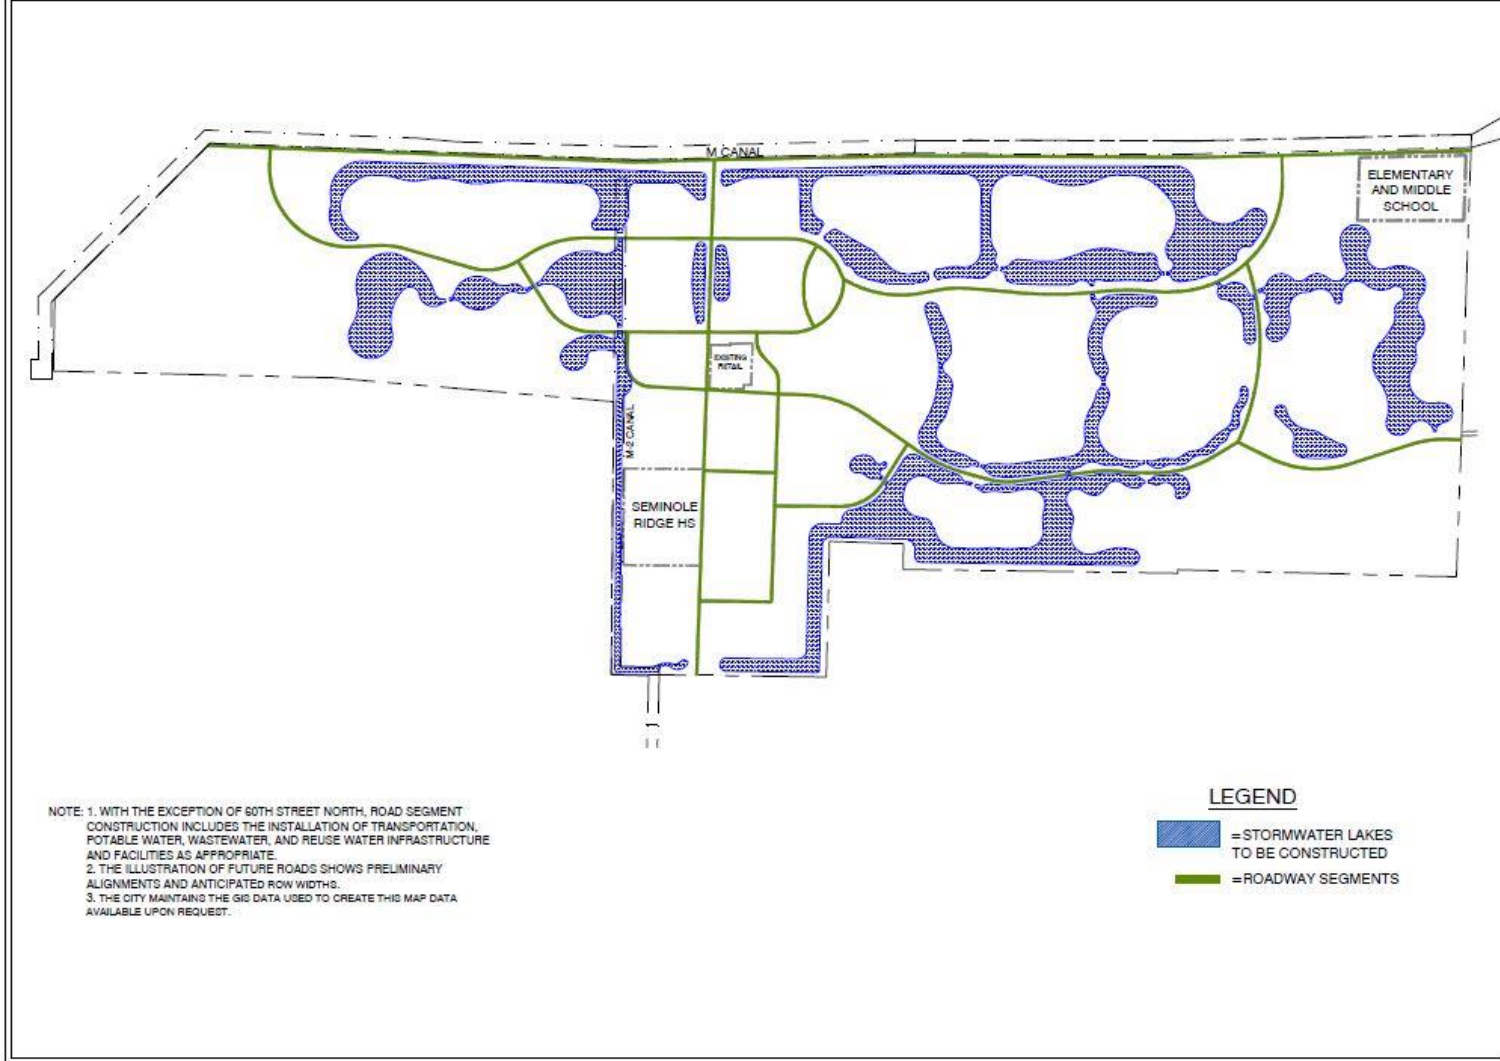 M CANAL
ELEMENTARY
AND MIDDLE
SCHOOL
EXISTING
RETAIL
M-2 CANAL
SEMINOLE
RIDGE HS
NOTE: 1. WITH THE EXCEPTION OF 60TH STREET NORTH, ROAD SEGMENT
CONSTRUCTION INCLUDES THE INSTALLATION OF TRANSPORTATION,
POTABLE WATER, WASTEWATER, AND REUSE WATER INFRASTRUCTURE
AND FACILITIES AS APPROPRIATE.
2. THE ILLUSTRATION OF FUTURE ROADS SHOWS PRELIMINARY
ALIGNMENTS AND ANTICIPATED ROW WIDTHS.
3. THE CITY MAINTAINS THE GIS DATA USED TO CREATE THIS MAP DATA
AVAILABLE UPON REQUEST.
LEGEND
=STORMWATER LAKES
TO BE CONSTRUCTED
=ROADWAY SEGMENTS